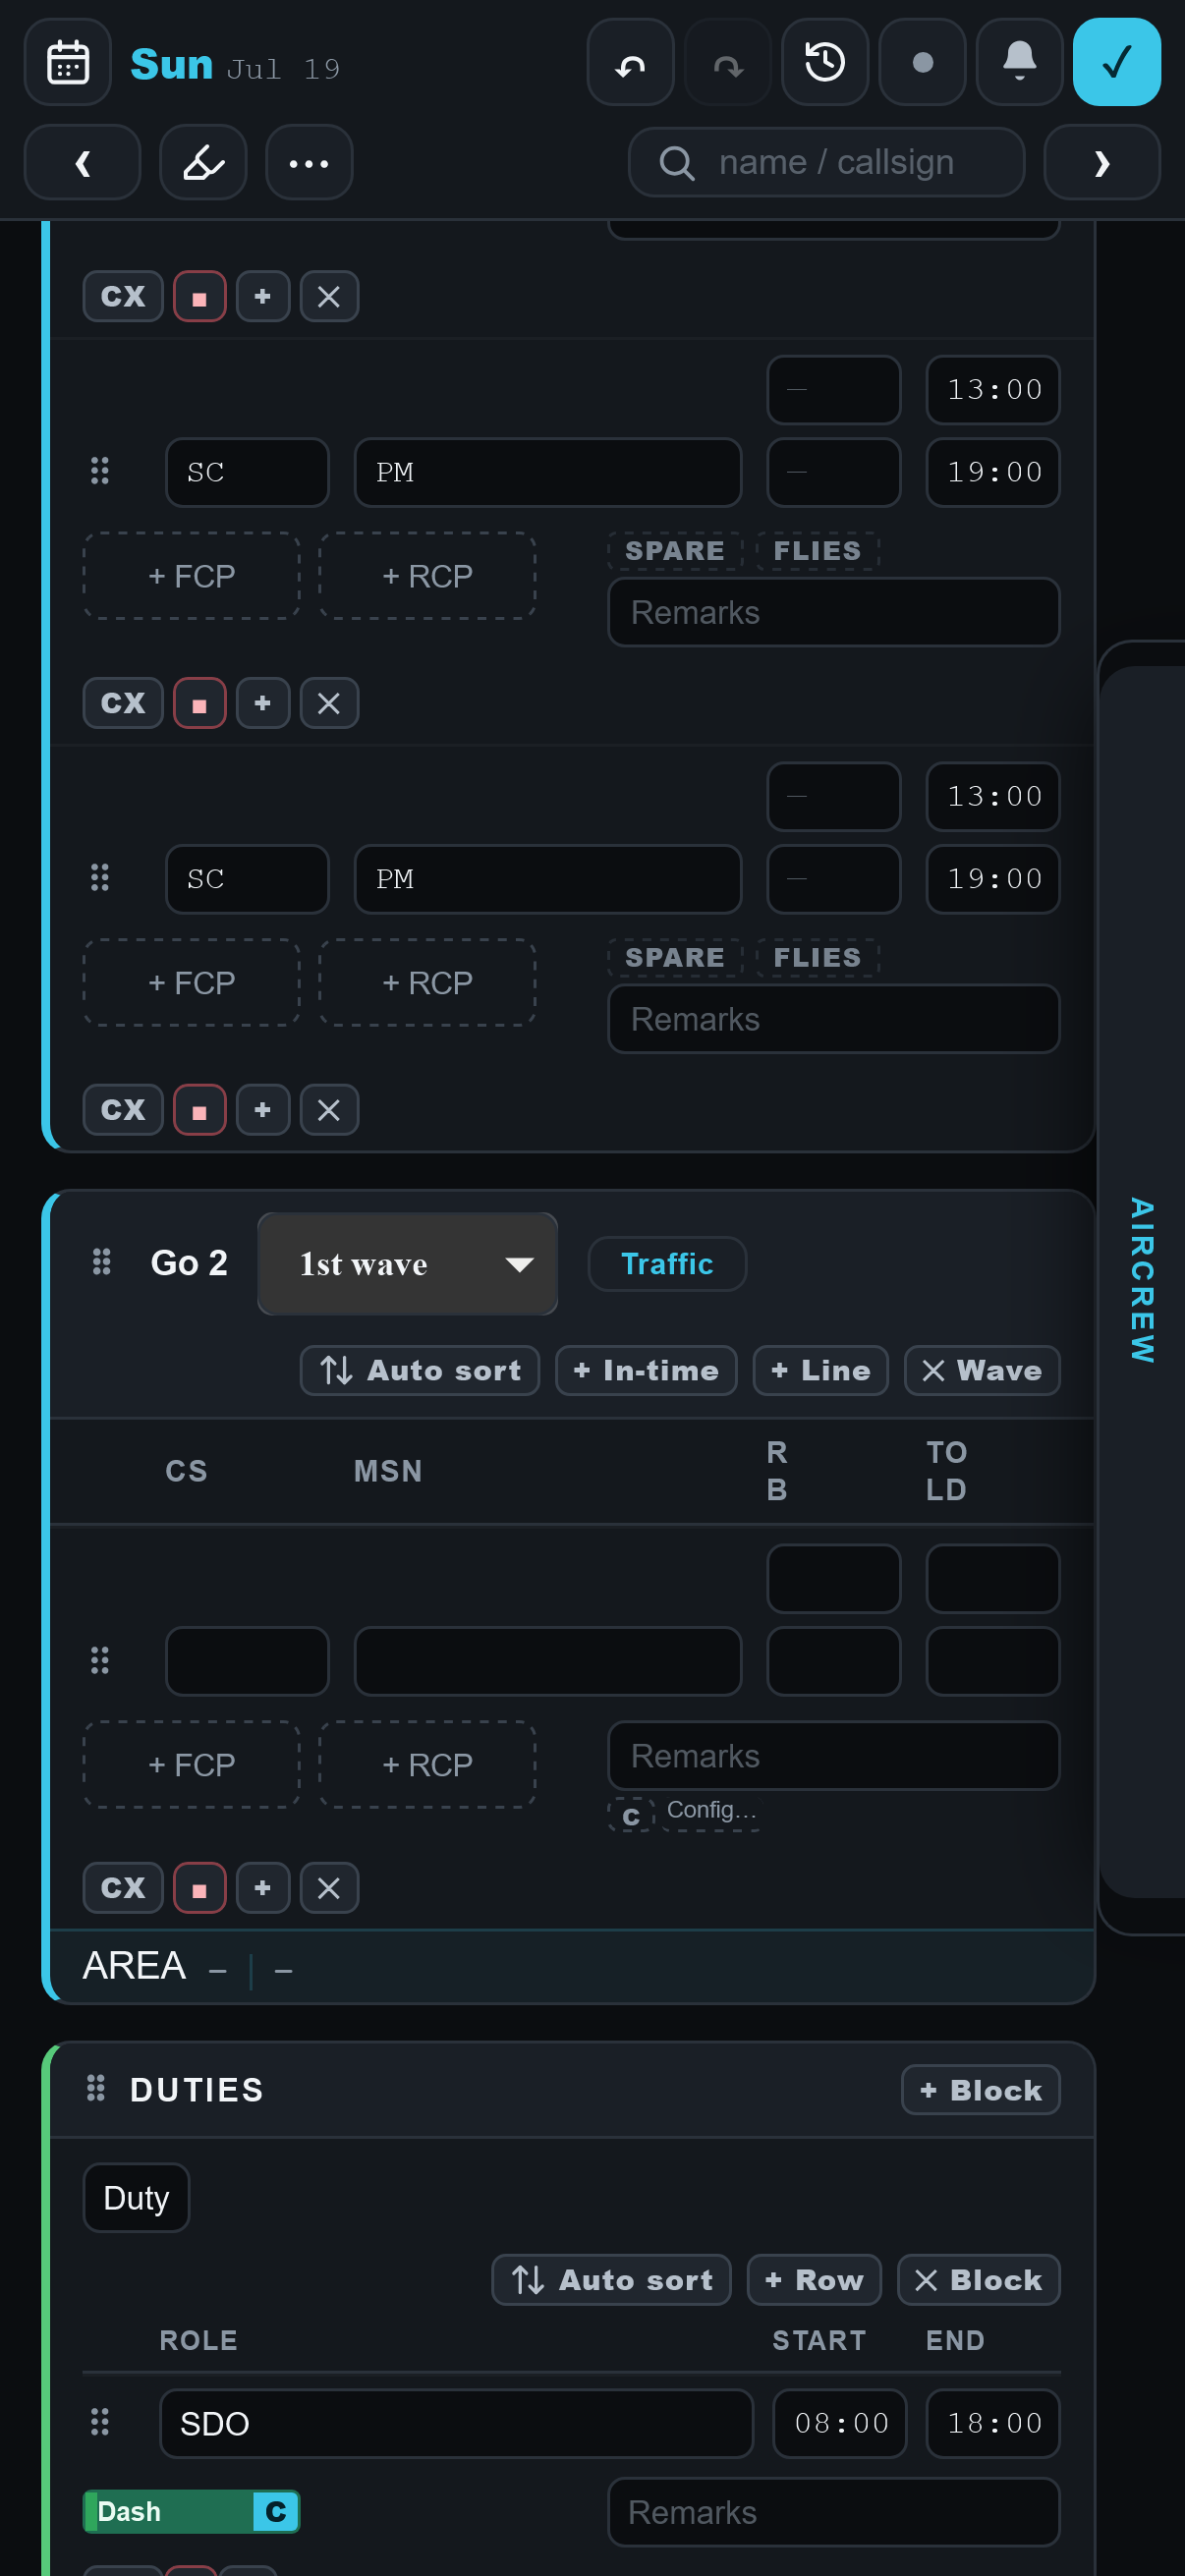 Sun Jul 19
name / callsign
CX + ×
— 13:00
SC PM — 19:00
+ FCP + RCP SPARE FLIES
Remarks
CX + ×
— 13:00
SC PM — 19:00
+ FCP + RCP SPARE FLIES
Remarks
CX + ×
AIRCREW
Go 2 1st wave Traffic
Auto sort + In-time + Line × Wave
CS MSN R B TO LD
+ FCP + RCP Remarks
C Config…
CX + ×
AREA – | –
DUTIES + Block
Duty
Auto sort + Row × Block
ROLE START END
SDO 08:00 18:00
Dash C Remarks